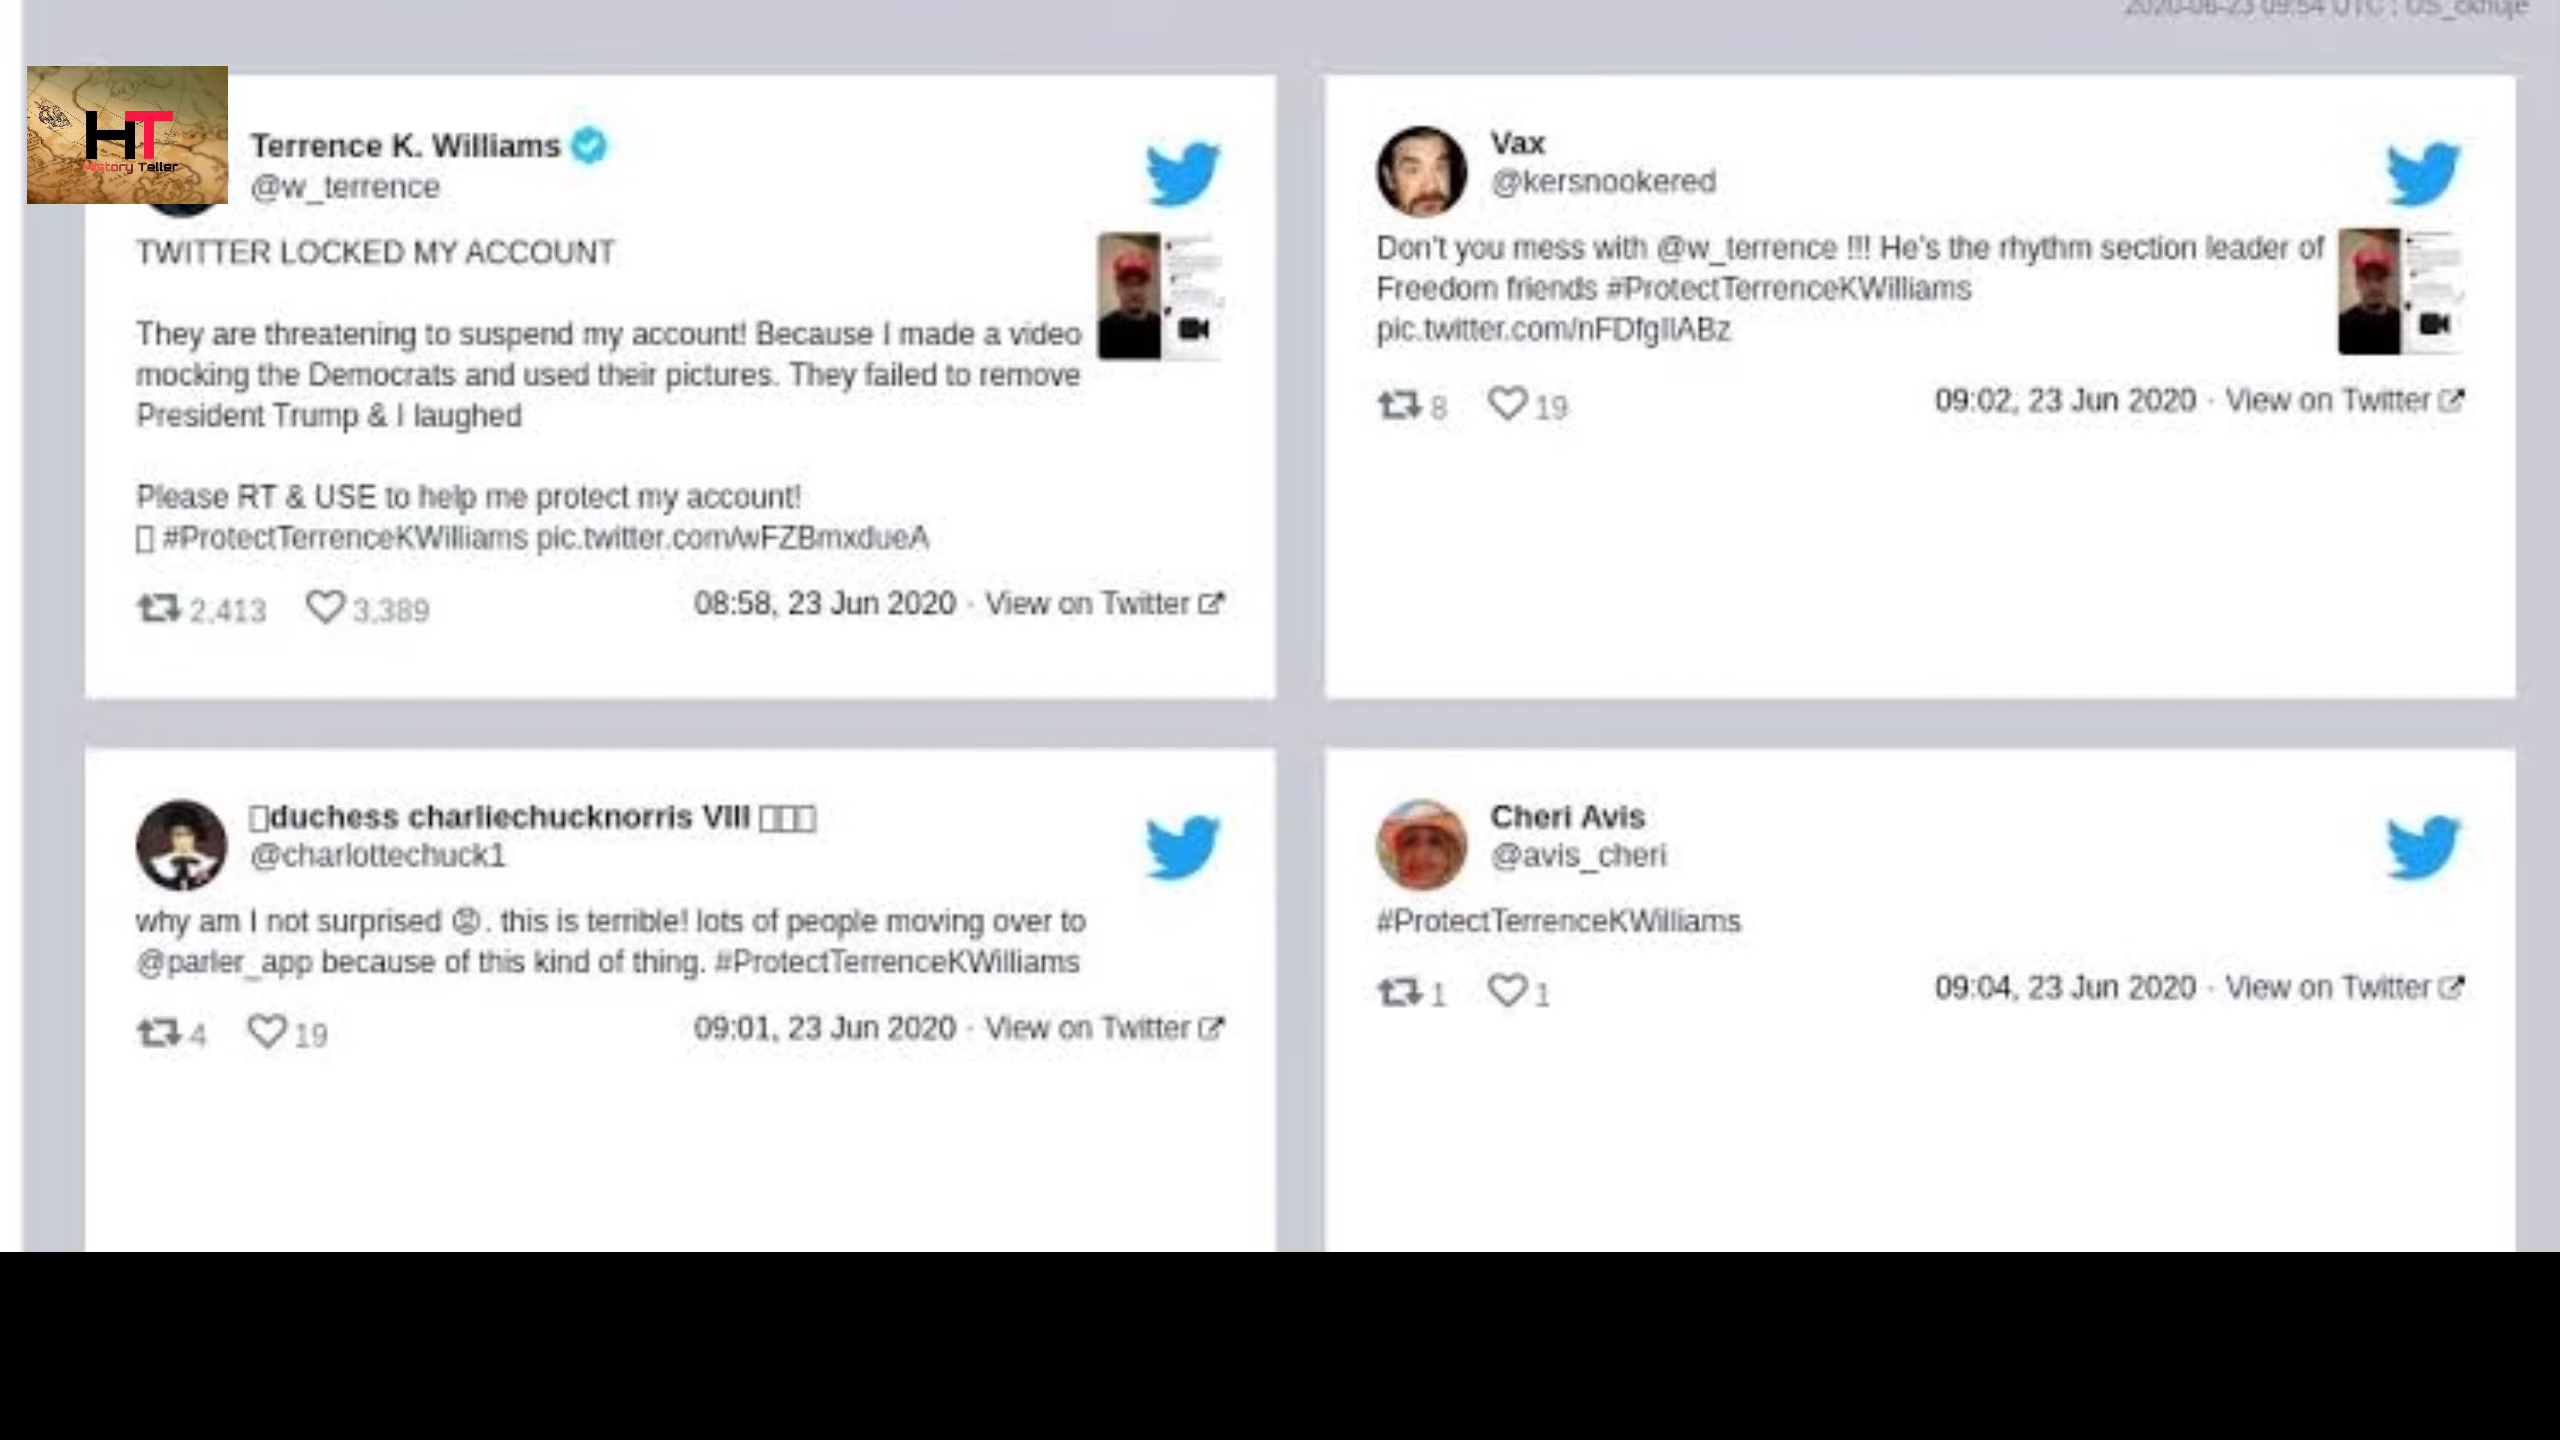 HT
History Teller
Terrence K. Williams
@w_terrence
TWITTER LOCKED MY ACCOUNT
They are threatening to suspend my account! Because I made a video
mocking the Democrats and used their pictures. They failed to remove
President Trump & I laughed
Please RT & USE to help me protect my account!
#ProtectTerrenceKWilliams pic.twitter.com/wFZBmxdueA
2,413 3,389 08:58, 23 Jun 2020 · View on Twitter
Vax
@kersnookered
Don't you mess with @w_terrence !!! He's the rhythm section leader of
Freedom friends #ProtectTerrenceKWilliams
8 19 09:02, 23 Jun 2020 · View on Twitter
duchess charliechucknorris VIII
@charlottechuck1
why am I not surprised 😡. this is terrible! lots of people moving over to
@parler_app because of this kind of thing. #ProtectTerrenceKWilliams
4 19 09:01, 23 Jun 2020 · View on Twitter
Cheri Avis
@avis_cheri
#ProtectTerrenceKWilliams
1 1 09:04, 23 Jun 2020 · View on Twitter